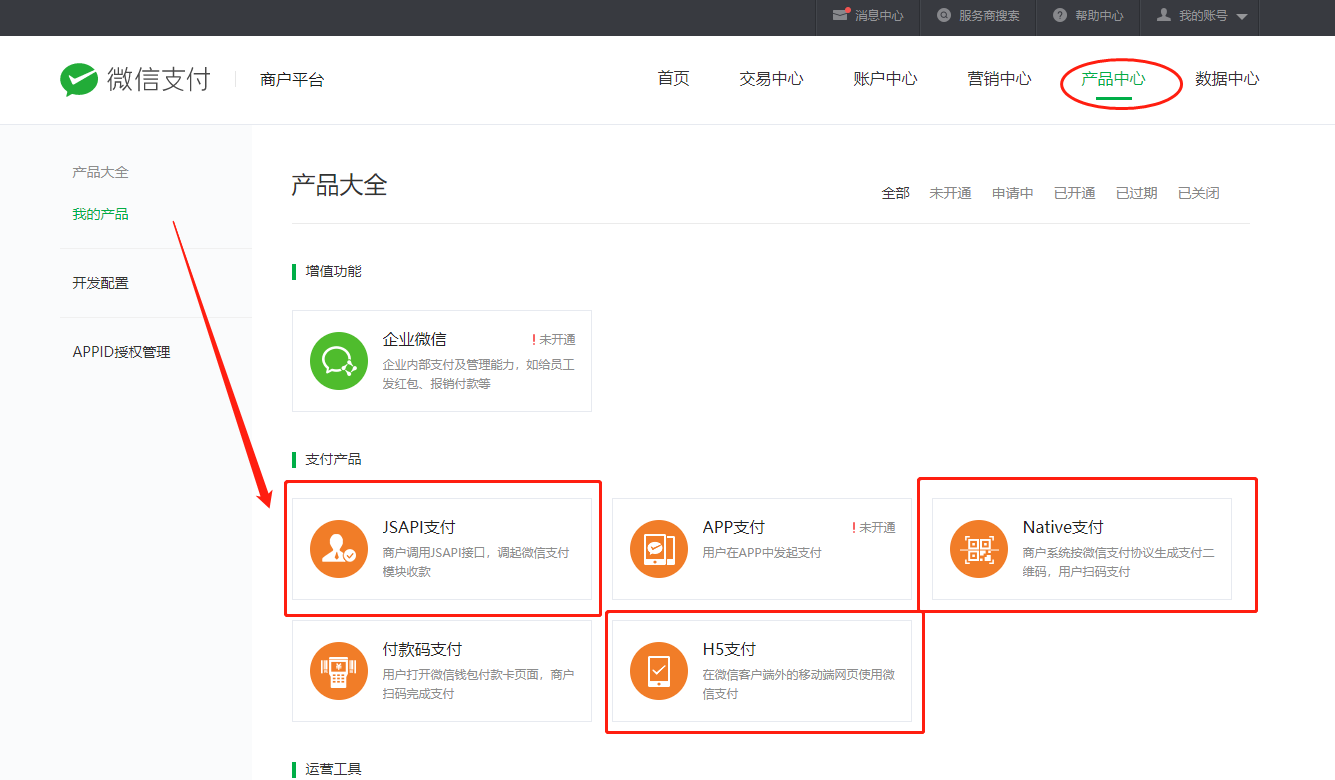 消息中心 服务商搜索 帮助中心 我的账号
微信支付 商户平台 首页 交易中心 账户中心 营销中心 产品中心 数据中心
产品大全
我的产品
开发配置
APPID授权管理
产品大全
全部 未开通 申请中 已开通 已过期 已关闭
增值功能
企业微信 !未开通
企业内部支付及管理能力，如给员工
发红包、报销付款等
支付产品
JSAPI支付
商户调用JSAPI接口，调起微信支付
模块收款
APP支付 !未开通
用户在APP中发起支付
Native支付
商户系统按微信支付协议生成支付二
维码，用户扫码支付
付款码支付
用户打开微信钱包付款卡页面，商户
扫码完成支付
H5支付
在微信客户端外的移动端网页使用微
信支付
运营工具